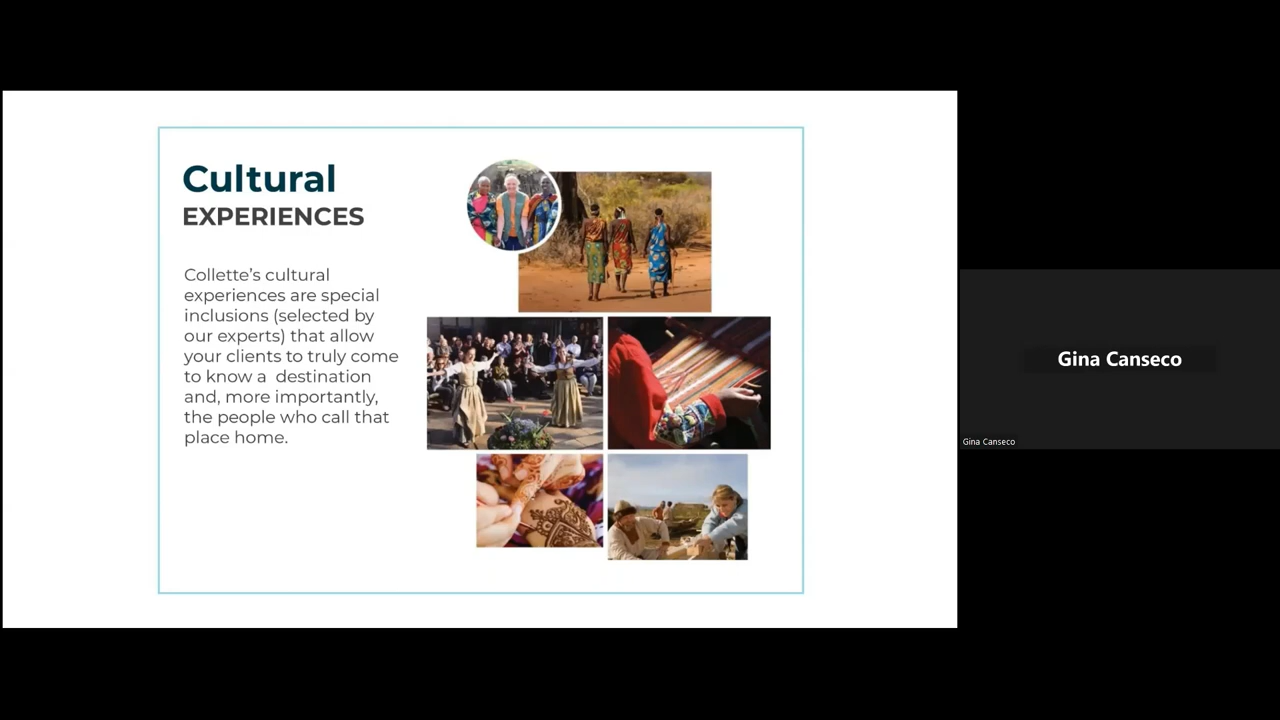 Cultural
EXPERIENCES
Collette’s cultural
experiences are special
inclusions (selected by
our experts) that allow
your clients to truly come
to know a  destination
and, more importantly,
the people who call that
place home.
Gina Canseco
Gina Canseco